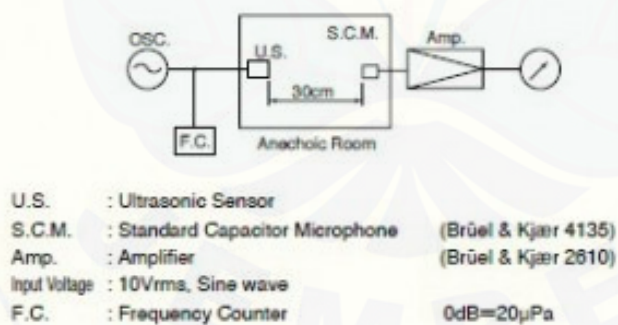 OSC.
S.C.M.
Amp.
U.S.
30cm
F.C.
Anechoic Room
U.S. : Ultrasonic Sensor
S.C.M. : Standard Capacitor Microphone (Brüel & Kjær 4135)
Amp. : Amplifier (Brüel & Kjær 2610)
Input Voltage : 10Vrms, Sine wave
F.C. : Frequency Counter 0dB=20μPa